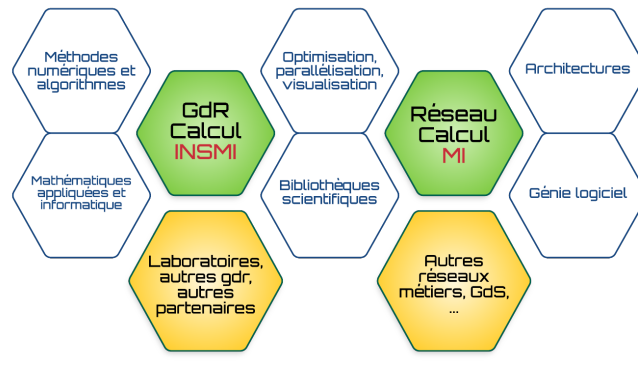 Méthodes
numériques et
algorithmes
GdR
Calcul
INSMI
Optimisation,
parallélisation,
visualisation
Réseau
Calcul
MI
Architectures
Mathématiques
appliquées et
informatique
Bibliothèques
scientifiques
Génie logiciel
Laboratoires,
autres gdr,
autres
partenaires
Autres
réseaux
métiers, GdS,
...